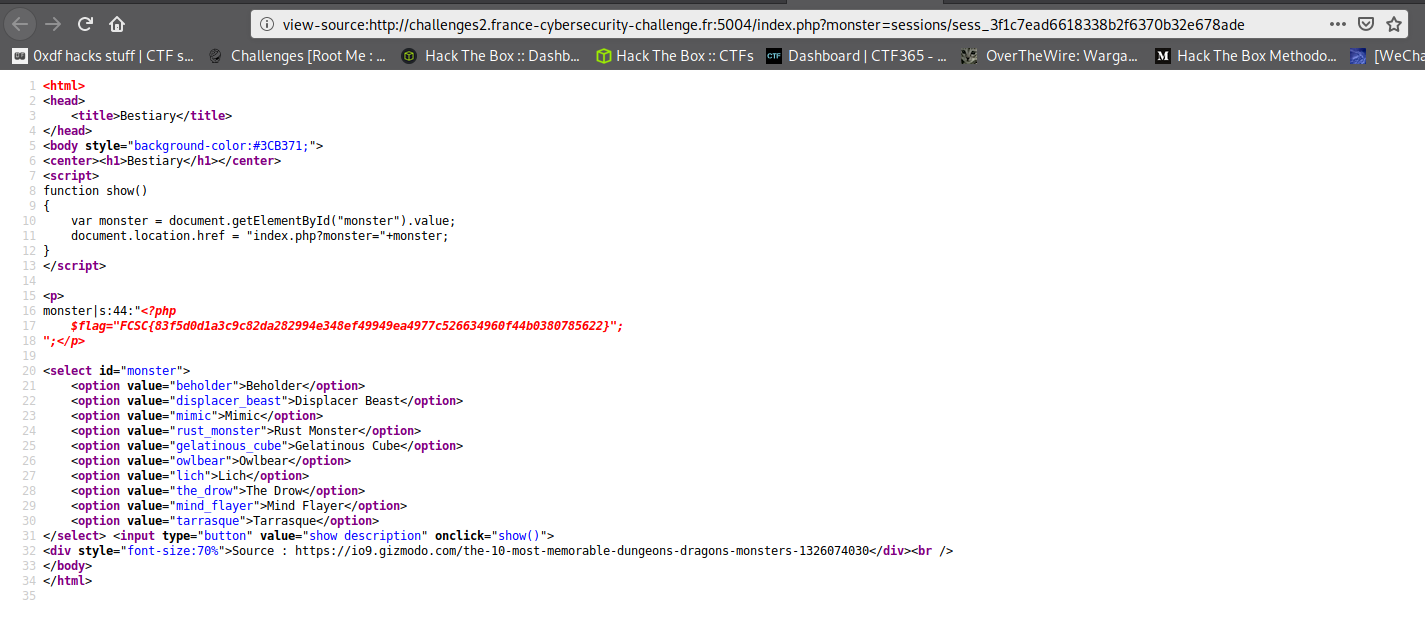 view-source:http://challenges2.france-cybersecurity-challenge.fr:5004/index.php?monster=sessions/sess_3f1c7ead6618338b2f6370b32e678ade
0xdf hacks stuff | CTF s... Challenges [Root Me : ... Hack The Box :: Dashb... Hack The Box :: CTFs CTF Dashboard | CTF365 - ... OverTheWire: Warga... M Hack The Box Methodo... [WeCha
1 <html>
2 <head>
3     <title>Bestiary</title>
4 </head>
5 <body style="background-color:#3CB371;">
6 <center><h1>Bestiary</h1></center>
7 <script>
8 function show()
9 {
10     var monster = document.getElementById("monster").value;
11     document.location.href = "index.php?monster="+monster;
12 }
13 </script>
14
15 <p>
16 monster|s:44:"<?php
17     $flag="FCSC{83f5d0d1a3c9c82da282994e348ef49949ea4977c526634960f44b0380785622}";
18 ";</p>
19
20 <select id="monster">
21     <option value="beholder">Beholder</option>
22     <option value="displacer_beast">Displacer Beast</option>
23     <option value="mimic">Mimic</option>
24     <option value="rust_monster">Rust Monster</option>
25     <option value="gelatinous_cube">Gelatinous Cube</option>
26     <option value="owlbear">Owlbear</option>
27     <option value="lich">Lich</option>
28     <option value="the_drow">The Drow</option>
29     <option value="mind_flayer">Mind Flayer</option>
30     <option value="tarrasque">Tarrasque</option>
31 </select> <input type="button" value="show description" onclick="show()">
32 <div style="font-size:70%">Source : https://io9.gizmodo.com/the-10-most-memorable-dungeons-dragons-monsters-1326074030</div><br />
33 </body>
34 </html>
35